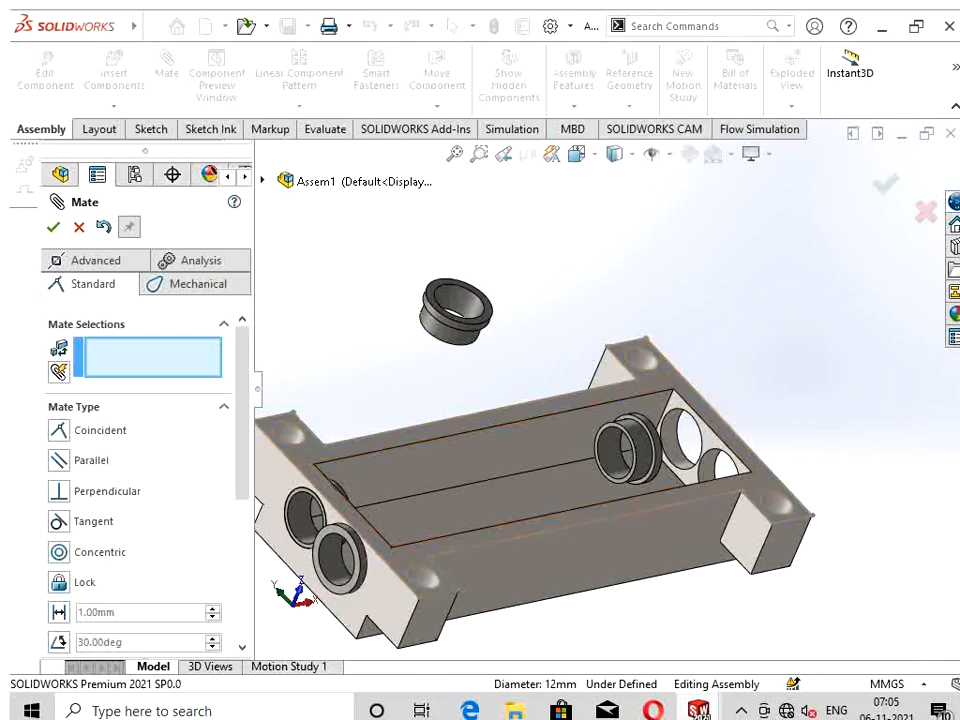 SOLIDWORKS
A...
Search Commands
Edit Component
Insert Components
Mate
Component Preview Window
Linear Component Pattern
Smart Fasteners
Move Component
Show Hidden Components
Assembly Features
Reference Geometry
New Motion Study
Bill of Materials
Exploded View
Instant3D
Assembly
Layout
Sketch
Sketch Ink
Markup
Evaluate
SOLIDWORKS Add-Ins
Simulation
MBD
SOLIDWORKS CAM
Flow Simulation
Assem1 (Default<Display...
Mate
Advanced
Analysis
Standard
Mechanical
Mate Selections
Mate Type
Coincident
Parallel
Perpendicular
Tangent
Concentric
Lock
1.00mm
30.00deg
Y
Z
X
Model
3D Views
Motion Study 1
SOLIDWORKS Premium 2021 SP0.0
Diameter: 12mm
Under Defined
Editing Assembly
MMGS
Type here to search
ENG
07:05
06-11-2021